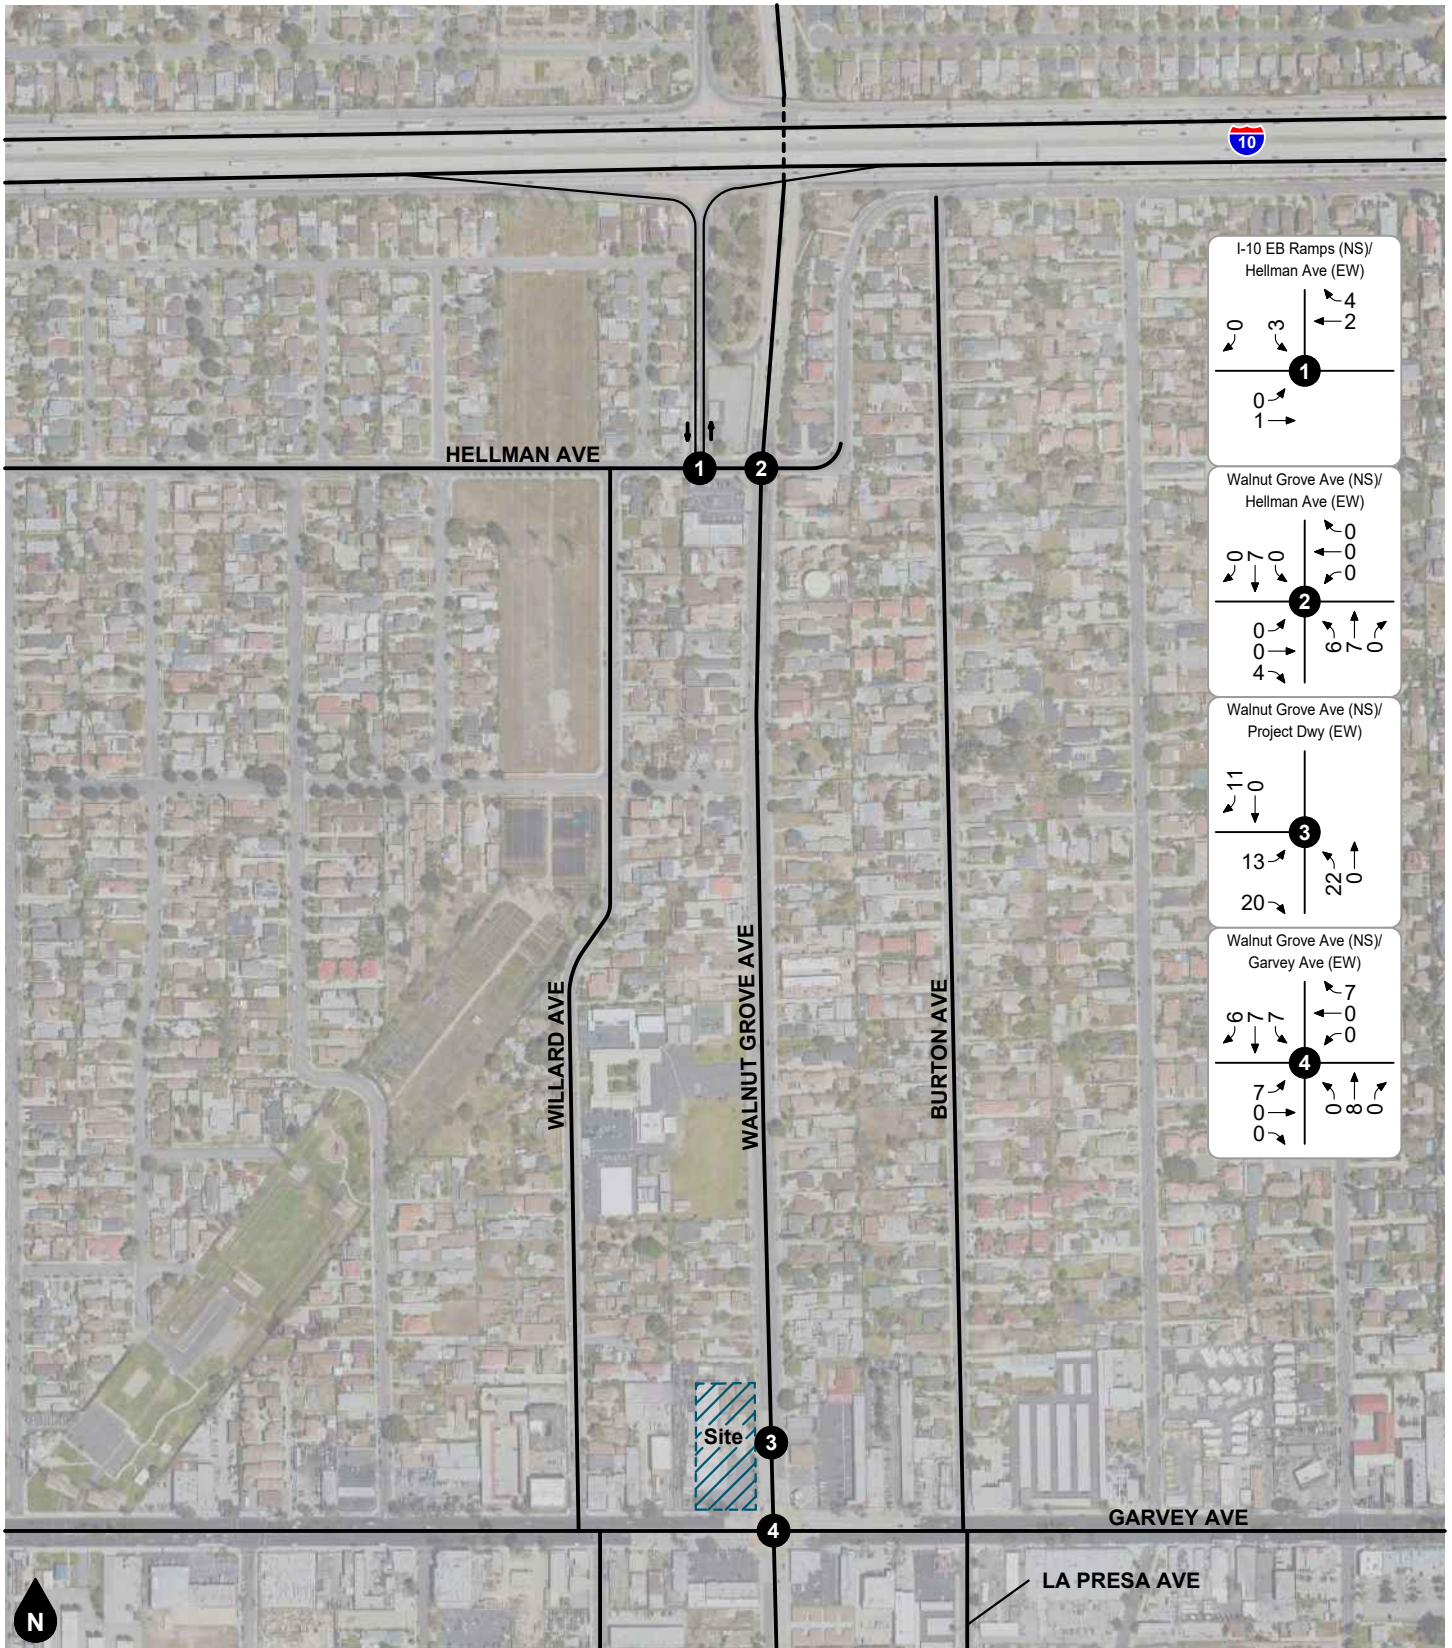 10
I-10 EB Ramps (NS)/
Hellman Ave (EW)
4
2
0
3
1
0
1
HELLMAN AVE
1
2
Walnut Grove Ave (NS)/
Hellman Ave (EW)
0
0
0
0
7
0
2
0
0
4
6
7
0
Walnut Grove Ave (NS)/
Project Dwy (EW)
11
0
3
13
20
22
0
Walnut Grove Ave (NS)/
Garvey Ave (EW)
7
0
0
6
7
7
4
7
0
0
0
8
0
WILLARD AVE
WALNUT GROVE AVE
BURTON AVE
Site
3
4
GARVEY AVE
LA PRESA AVE
N